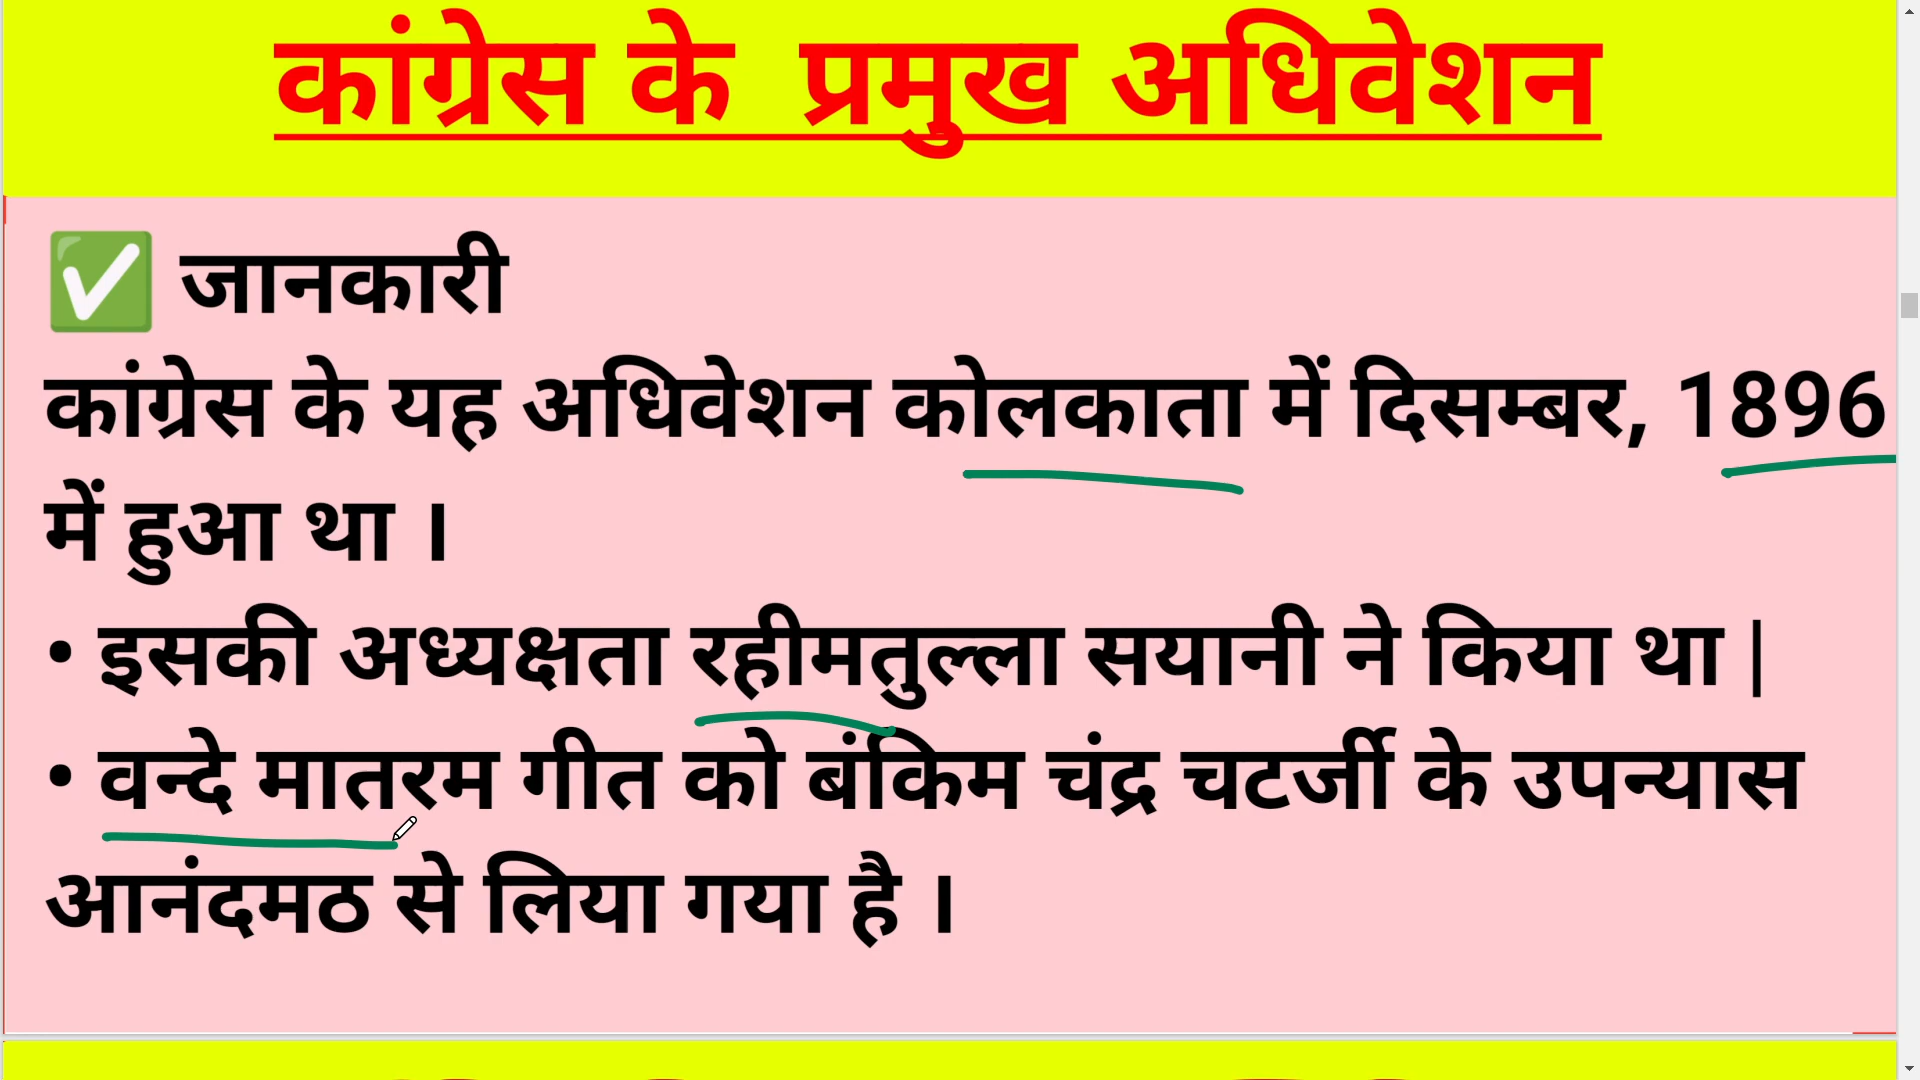 कांग्रेस के प्रमुख अधिवेशन
✅ जानकारी
कांग्रेस के यह अधिवेशन कोलकाता में दिसम्बर, 1896
में हुआ था ।
• इसकी अध्यक्षता रहीमतुल्ला सयानी ने किया था |
• वन्दे मातरम गीत को बंकिम चंद्र चटर्जी के उपन्यास
आनंदमठ से लिया गया है ।